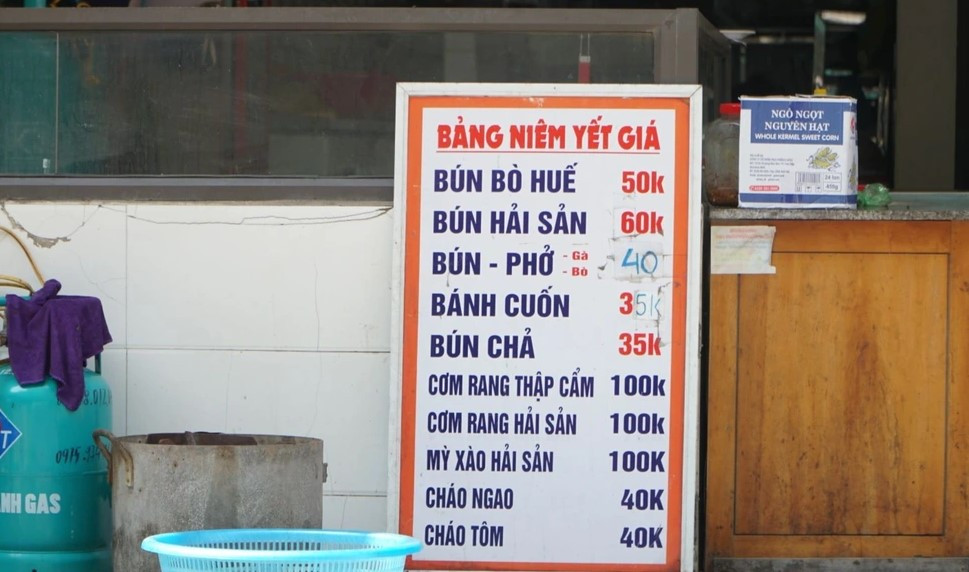 BẢNG NIÊM YẾT GIÁ
BÚN BÒ HUẾ 50k
BÚN HẢI SẢN 60k
BÚN - PHỞ - Gà - Bò 40
BÁNH CUỐN 35k
BÚN CHẢ 35k
CƠM RANG THẬP CẨM 100k
CƠM RANG HẢI SẢN 100k
MỲ XÀO HẢI SẢN 100K
CHÁO NGAO 40K
CHÁO TÔM 40K
NGÔ NGỌT
NGUYÊN HẠT
WHOLE KERMEL SWEET CORN
NH GAS